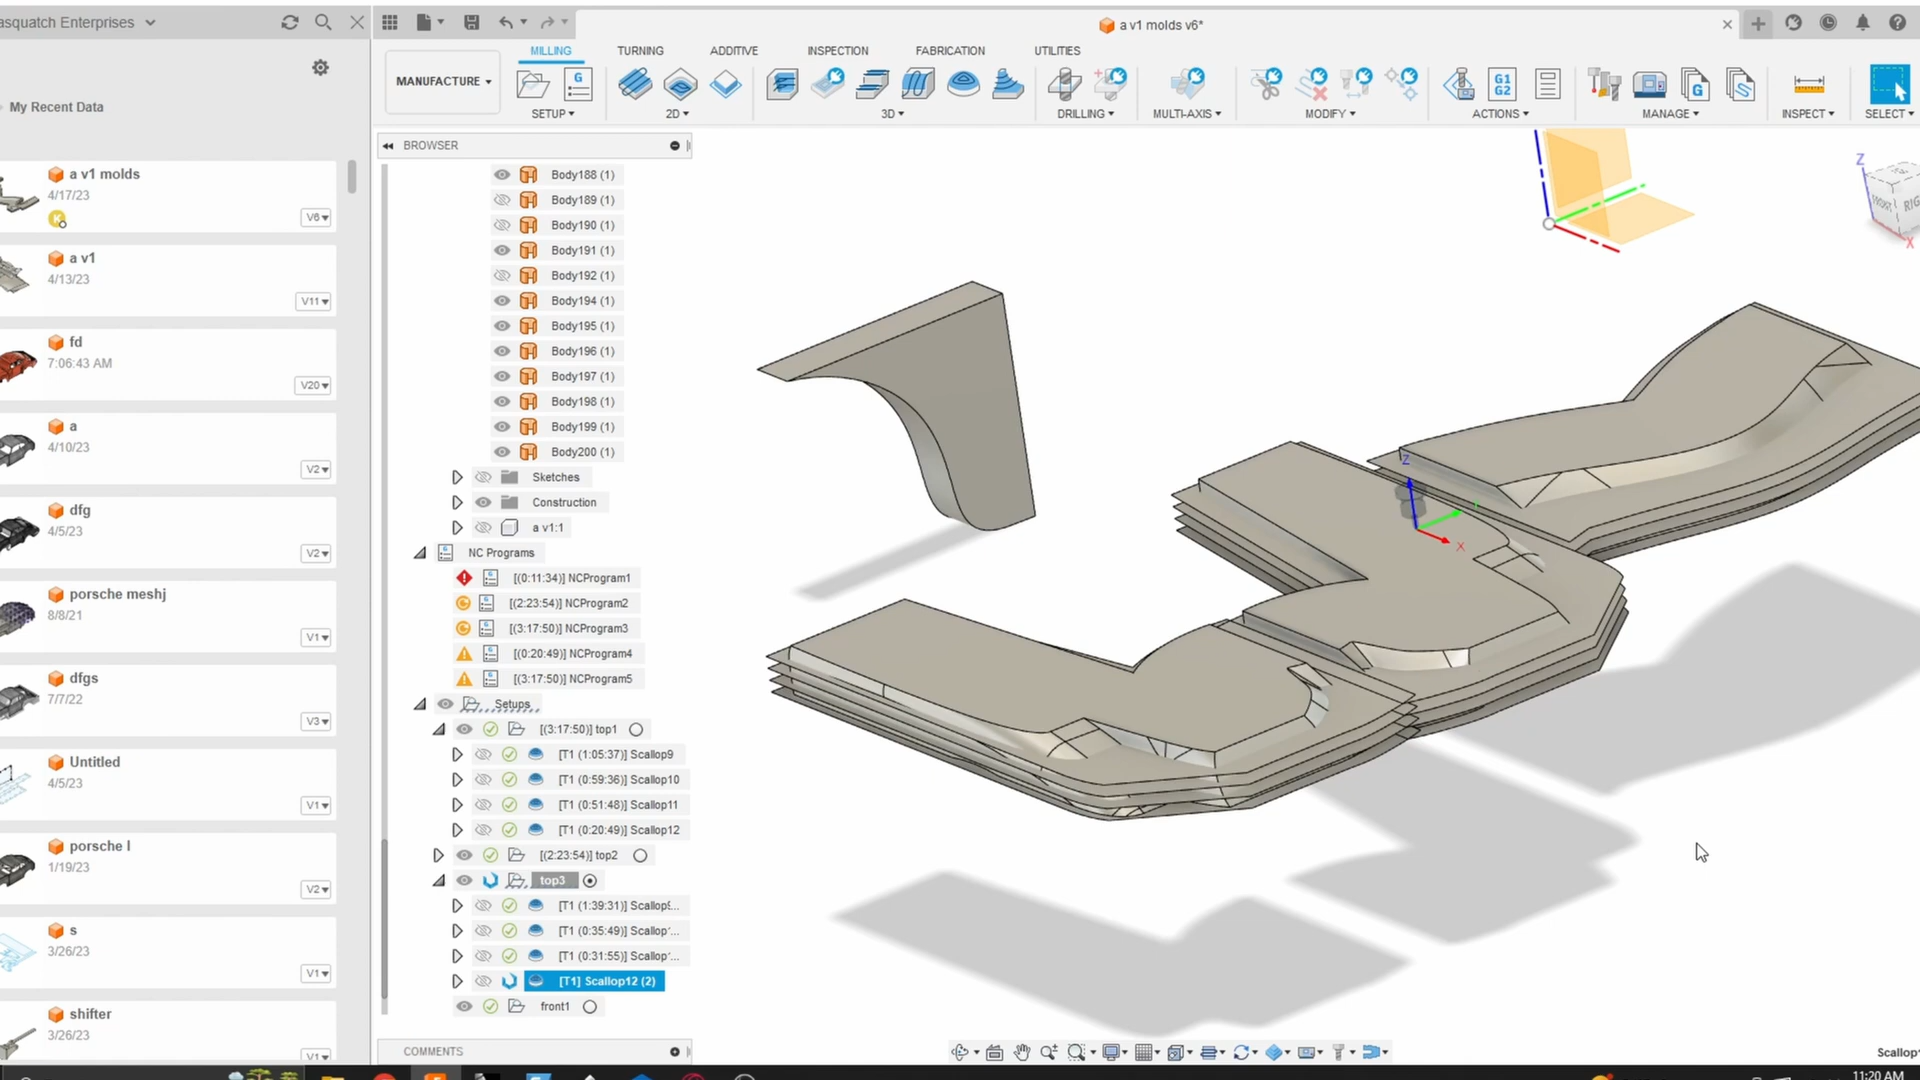 asquatch Enterprises
a v1 molds v6*
MILLING TURNING ADDITIVE INSPECTION FABRICATION UTILITIES
MANUFACTURE
G
G1
G2
G
SETUP 2D 3D DRILLING MULTI-AXIS MODIFY ACTIONS MANAGE INSPECT SELECT
My Recent Data
a v1 molds
4/17/23
K
V6
a v1
4/13/23
V11
fd
7:06:43 AM
V20
a
4/10/23
V2
dfg
4/5/23
V2
porsche meshj
8/8/21
V1
dfgs
7/7/22
V3
Untitled
4/5/23
V1
porsche l
1/19/23
V2
s
3/26/23
V1
shifter
3/26/23
V1
BROWSER
Body188 (1)
Body189 (1)
Body190 (1)
Body191 (1)
Body192 (1)
Body194 (1)
Body195 (1)
Body196 (1)
Body197 (1)
Body198 (1)
Body199 (1)
Body200 (1)
Sketches
Construction
a v1:1
NC Programs
[(0:11:34)] NCProgram1
[(2:23:54)] NCProgram2
[(3:17:50)] NCProgram3
[(0:20:49)] NCProgram4
[(3:17:50)] NCProgram5
Setups
[(3:17:50)] top1
[T1 (1:05:37)] Scallop9
[T1 (0:59:36)] Scallop10
[T1 (0:51:48)] Scallop11
[T1 (0:20:49)] Scallop12
[(2:23:54)] top2
top3
[T1 (1:39:31)] Scallop9...
[T1 (0:35:49)] Scallop1...
[T1 (0:31:55)] Scallop1...
[T1] Scallop12 (2)
front1
COMMENTS
Z
X
Z
FRONT
RIG
X
Scallop1
11:20 AM